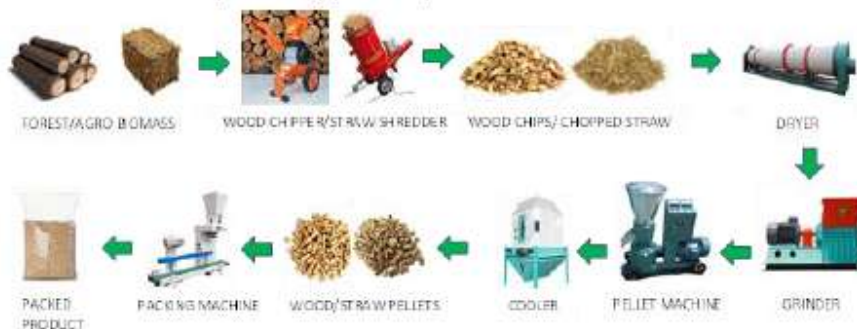 FOREST/AGRO BIOMASS
WOOD CHIPPER/STRAW SHREDDER
WOOD CHIPS/ CHOPPED STRAW
DRYER
PACKED
PRODUCT
PACKING MACHINE
WOOD/STRAW PELLETS
COOLER
PELLET MACHINE
GRINDER